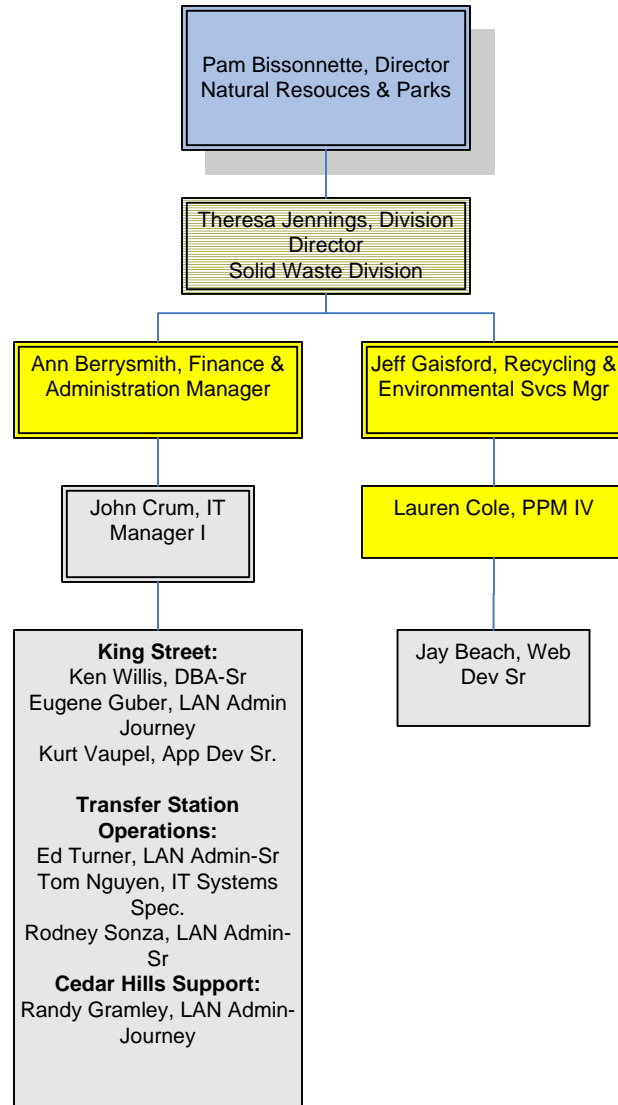 Pam Bissonnette, Director
Natural Resouces & Parks
Theresa Jennings, Division
Director
Solid Waste Division
Ann Berrysmith, Finance &
Administration Manager
Jeff Gaisford, Recycling &
Environmental Svcs Mgr
John Crum, IT
Manager I
Lauren Cole, PPM IV
King Street:
Ken Willis, DBA-Sr
Eugene Guber, LAN Admin
Journey
Kurt Vaupel, App Dev Sr.
Transfer Station
Operations:
Ed Turner, LAN Admin-Sr
Tom Nguyen, IT Systems
Spec.
Rodney Sonza, LAN Admin-
Sr
Cedar Hills Support:
Randy Gramley, LAN Admin-
Journey
Jay Beach, Web
Dev Sr